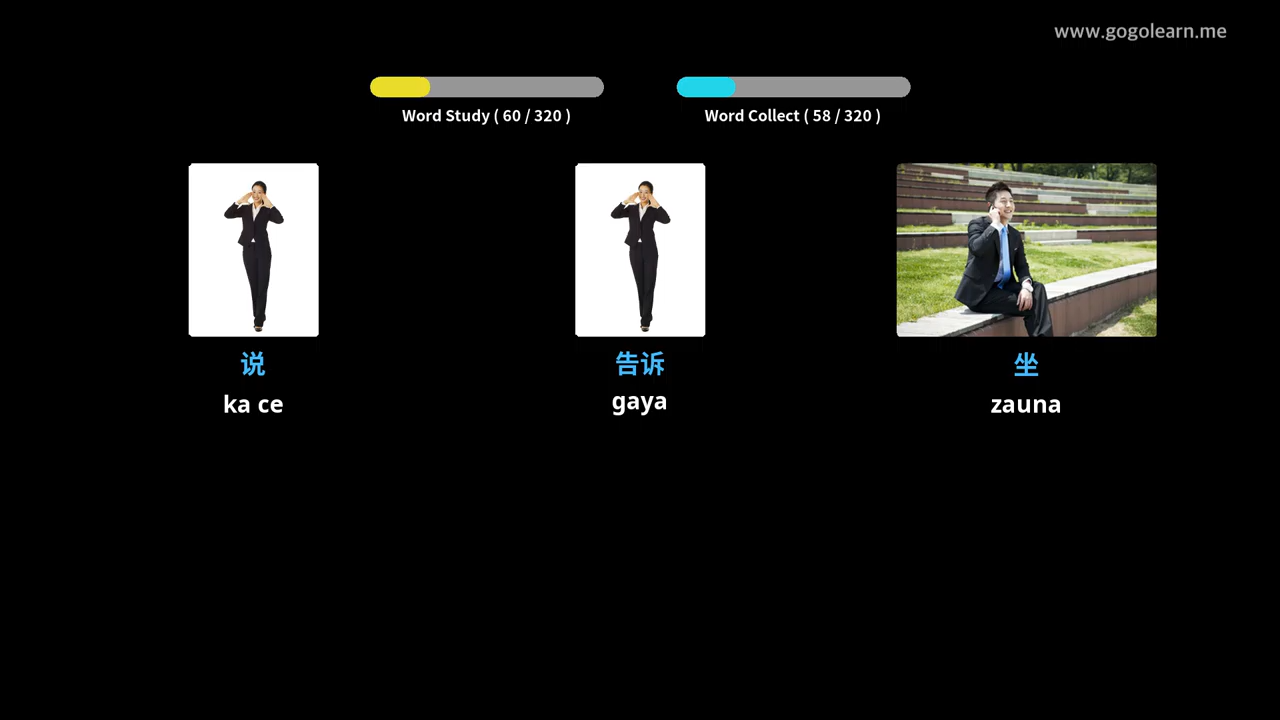 www.gogolearn.me
Word Study ( 60 / 320 )
Word Collect ( 58 / 320 )
说
告诉
坐
ka ce
gaya
zauna